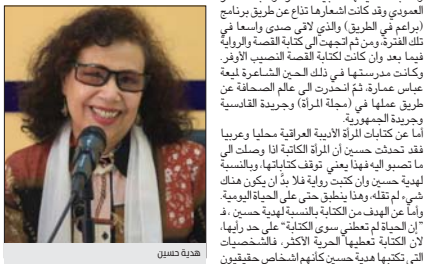 العمودي وقد كانت اشعارها تذاع عن طريق برنامج
(براعم في الطريق) والذي لاقى صدى واسعا في
تلك الفترة، ومن ثم اتجهت الى كتابة القصة والرواية
فيما بعد وان كانت لكتابة القصة النصيب الأوفر.
وكانت مدرستها في ذلك الحين الشاعرة لميعة
عباس عمارة، ثمّ انحدرت الى عالم الصحافة عن
طريق عملها في (مجلة المرأة) وجريدة القادسية
وجريدة الجمهورية.
أما عن كتابات المرأة الأديبة العراقية محليا وعربيا
فقد تحدثت حسين أن المرأة الكاتبة اذا وصلت الى
ما تصبو اليه فهذا يعني توقف كتاباتها، وبالنسبة
لهدية حسين وان كتبت رواية فلا بدَّ ان يكون هناك
شيء لم تقله، وهذا ينطبق حتى على الحياة اليومية.
وأما عن الهدف من الكتابة بالنسبة لهدية حسين ، فـ
"إن الحياة لم تعطني سوى الكتابة" على حد رأيها،
لان الكتابة تعطيها الحرية الأكثر، فالشخصيات
التي تكتبها هدية حسين كأنهم اشخاص حقيقيون
هدية حسين